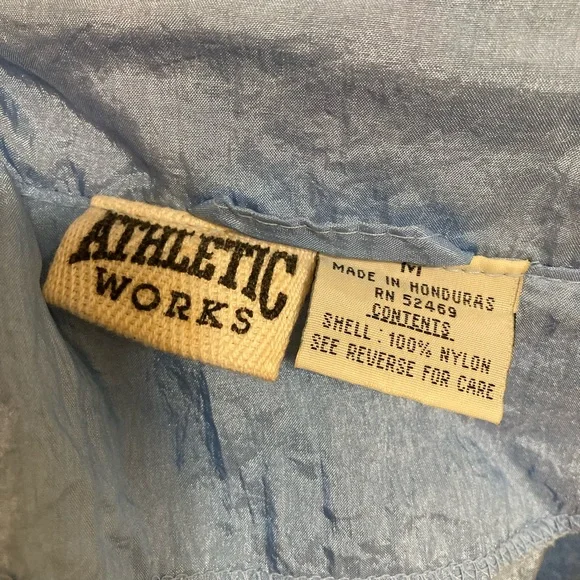 ATHLETIC
WORKS
M
MADE IN HONDURAS
RN 52469
CONTENTS
SHELL: 100% NYLON
SEE REVERSE FOR CARE